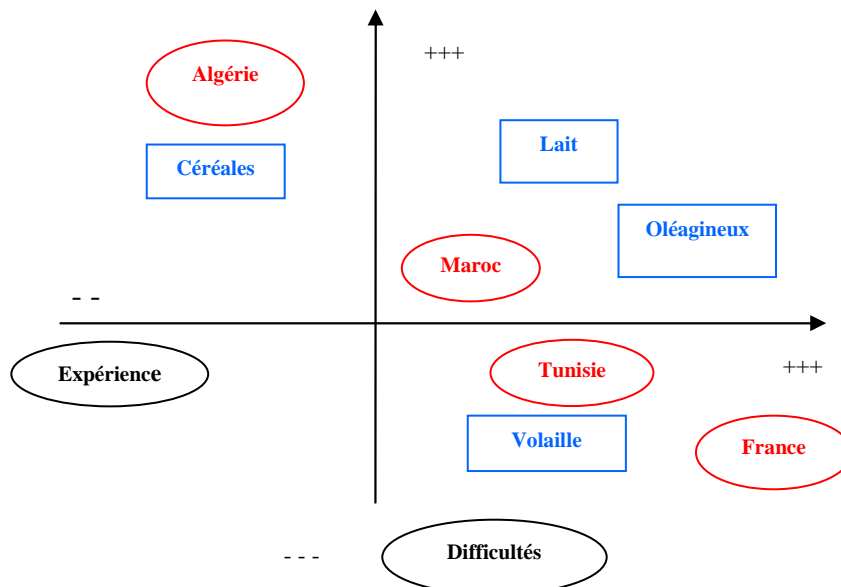 +++
Algérie
Lait
Céréales
Oléagineux
Maroc
- -
Expérience
Tunisie
+++
Volaille
France
- - -
Difficultés